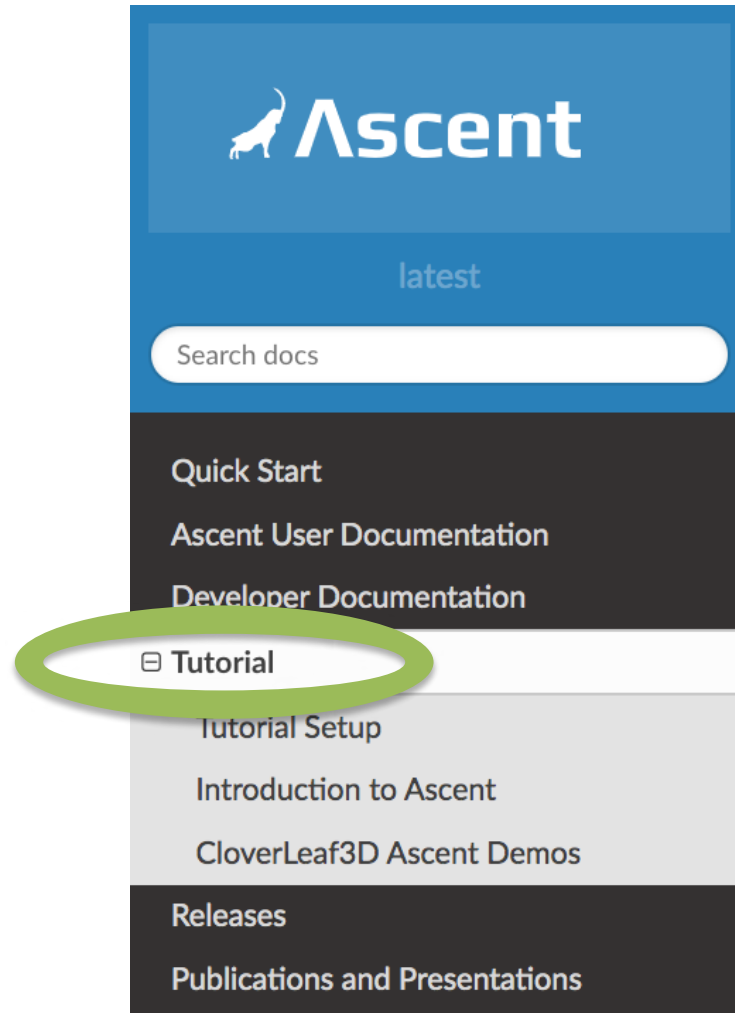 Ascent
latest
Search docs
Quick Start
Ascent User Documentation
Developer Documentation
Tutorial
Tutorial Setup
Introduction to Ascent
CloverLeaf3D Ascent Demos
Releases
Publications and Presentations